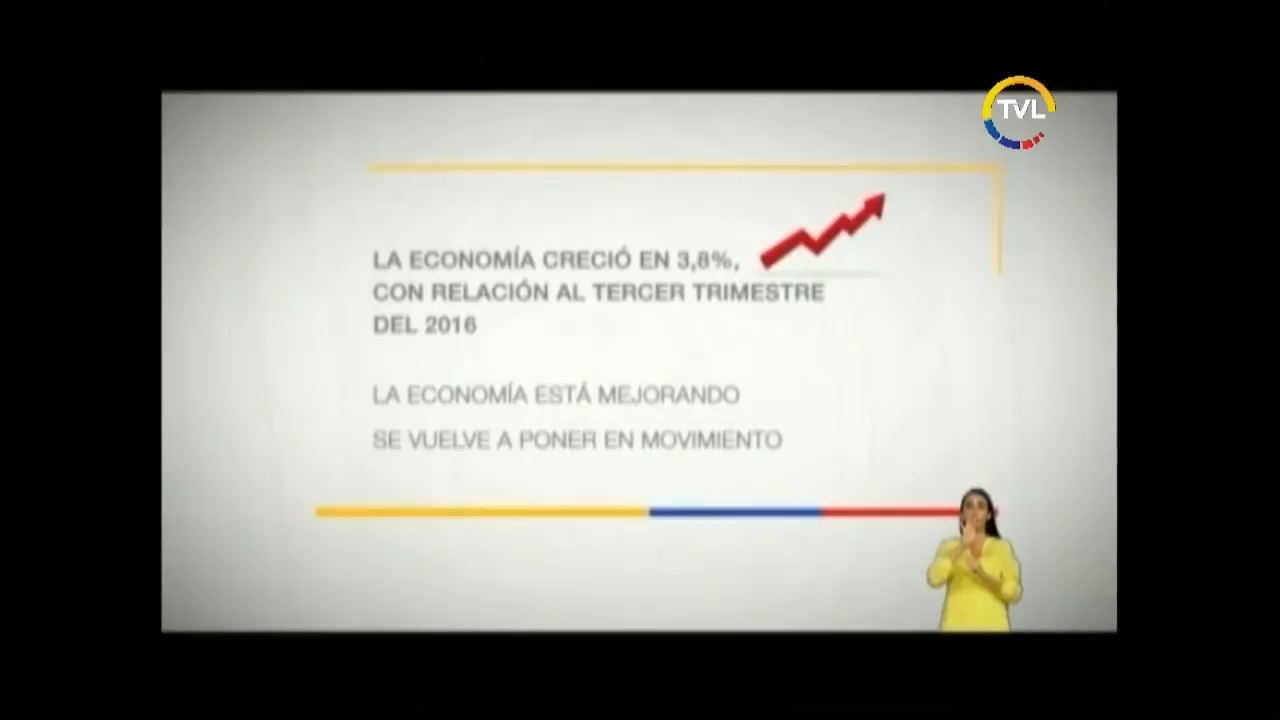 TVL
LA ECONOMÍA CRECIÓ EN 3,8%,
CON RELACIÓN AL TERCER TRIMESTRE
DEL 2016
LA ECONOMÍA ESTÁ MEJORANDO
SE VUELVE A PONER EN MOVIMIENTO